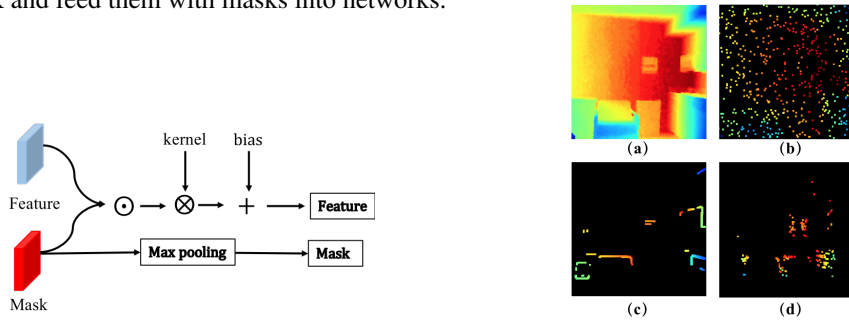 and feed them with masks into networks.
kernel bias
Feature
Feature
Max pooling
Mask
Mask
(a)
(b)
(c)
(d)